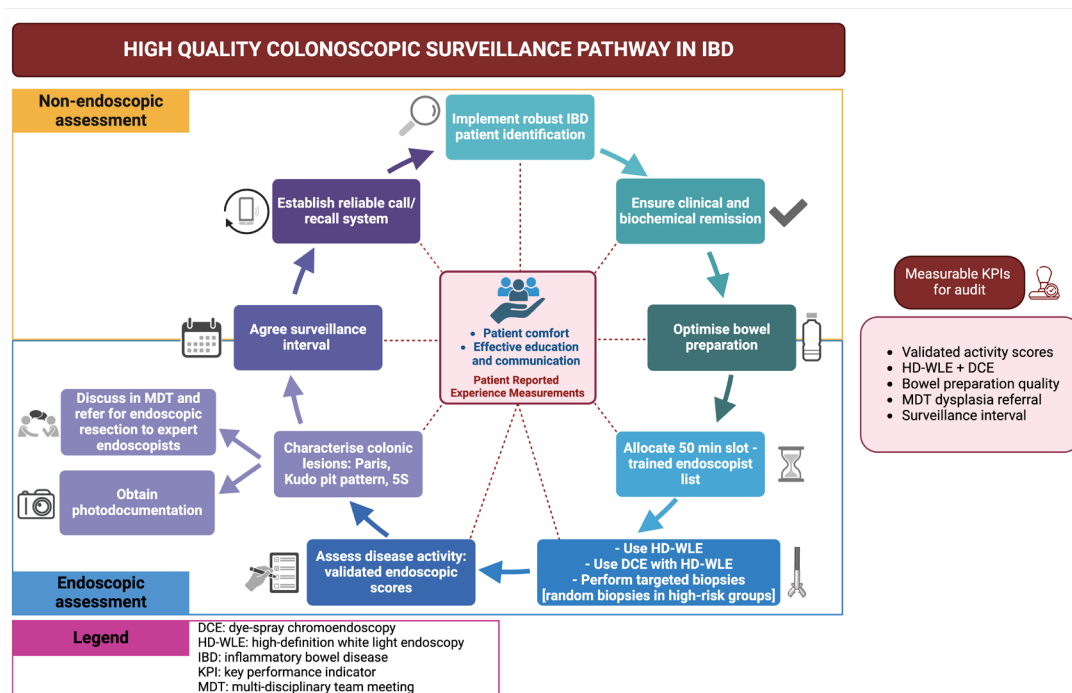 HIGH QUALITY COLONOSCOPIC SURVEILLANCE PATHWAY IN IBD
Non-endoscopic
assessment
Implement robust IBD
patient identification
Establish reliable call/
recall system
Ensure clinical and
biochemical remission
Agree surveillance
interval
• Patient comfort
• Effective education
and communication
Patient Reported
Experience Measurements
Optimise bowel
preparation
Discuss in MDT and
refer for endoscopic
resection to expert
endoscopists
Characterise colonic
lesions: Paris,
Kudo pit pattern, 5S
Allocate 50 min slot -
trained endoscopist
list
Obtain
photodocumentation
Assess disease activity:
validated endoscopic
scores
- Use HD-WLE
- Use DCE with HD-WLE
- Perform targeted biopsies
[random biopsies in high-risk groups]
Endoscopic
assessment
Measurable KPIs
for audit
• Validated activity scores
• HD-WLE + DCE
• Bowel preparation quality
• MDT dysplasia referral
• Surveillance interval
Legend
DCE: dye-spray chromoendoscopy
HD-WLE: high-definition white light endoscopy
IBD: inflammatory bowel disease
KPI: key performance indicator
MDT: multi-disciplinary team meeting